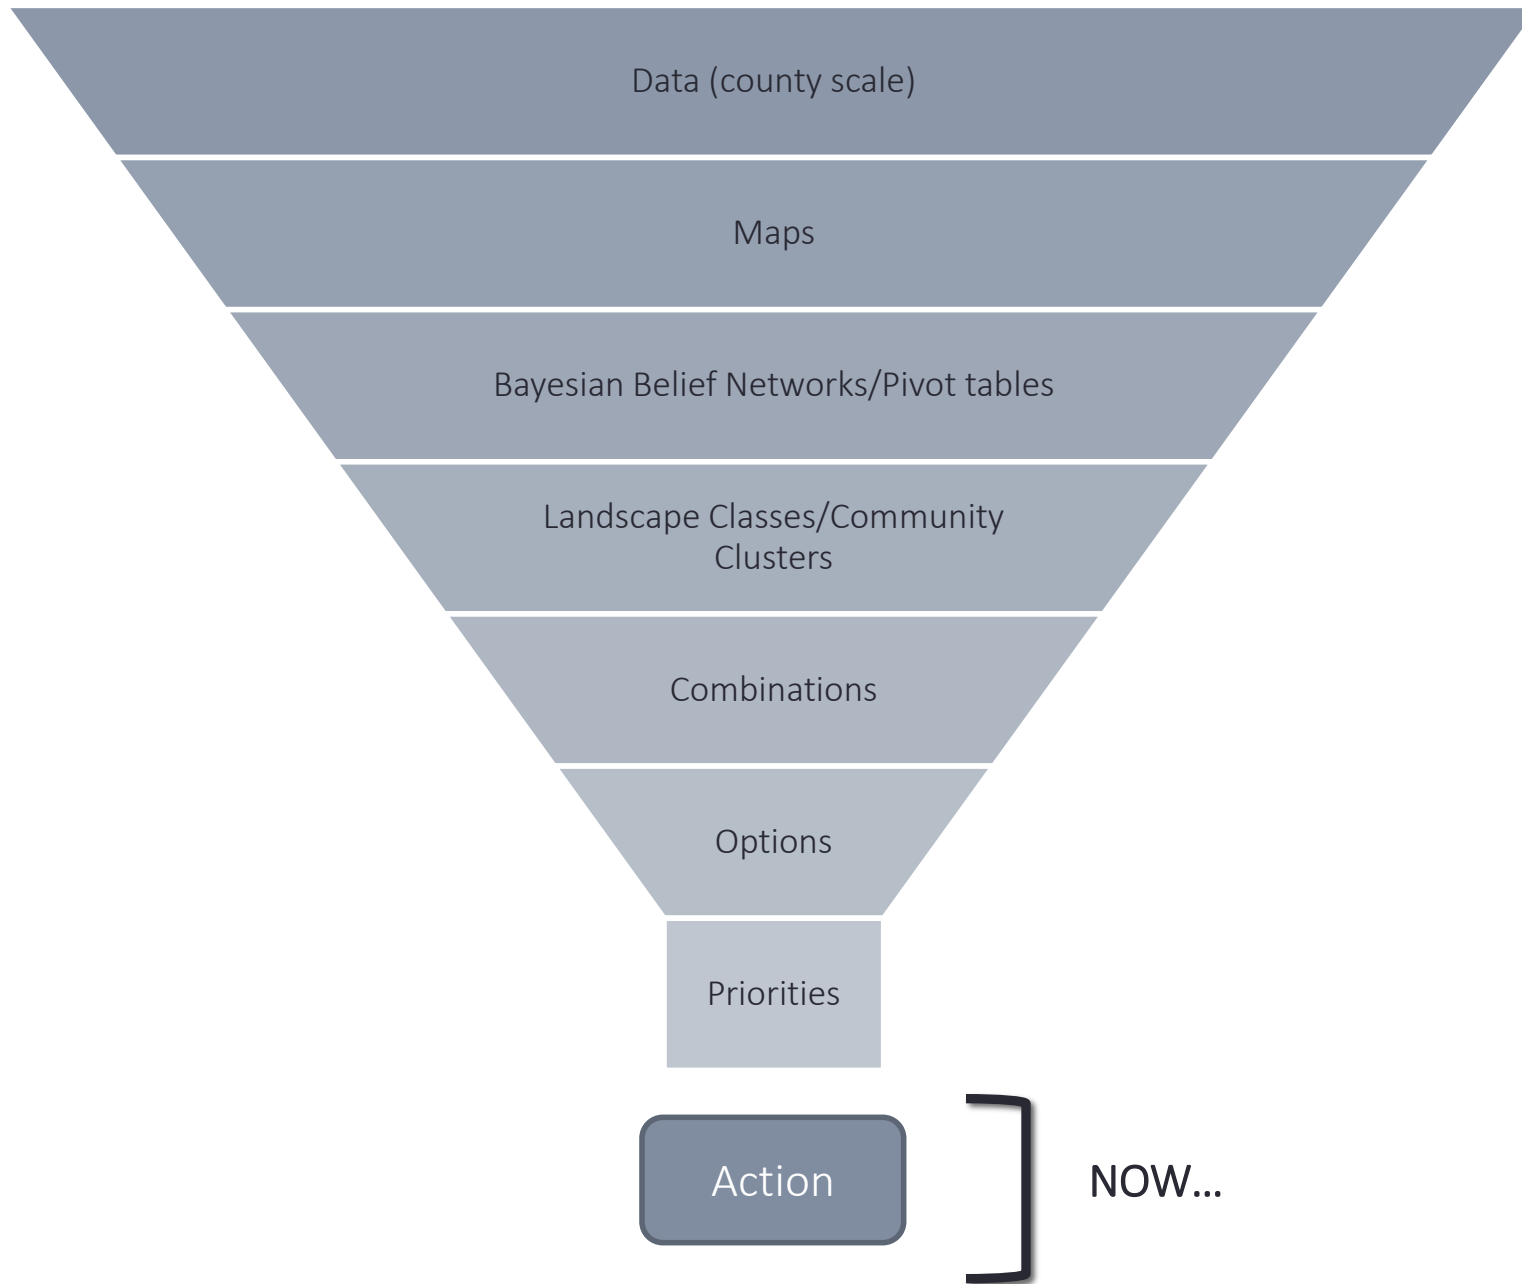 Data (county scale)
Maps
Bayesian Belief Networks/Pivot tables
Landscape Classes/Community
Clusters
Combinations
Options
Priorities
Action
NOW...